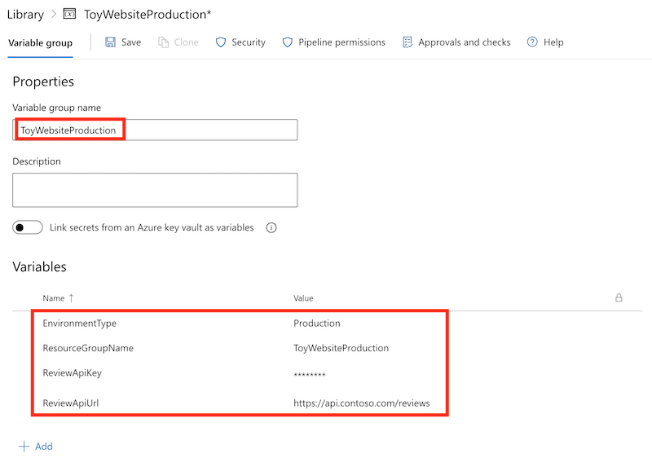 Library > ToyWebsiteProduction*
Variable group Save Clone Security Pipeline permissions Approvals and checks Help
Properties
Variable group name
ToyWebsiteProduction
Description
Link secrets from an Azure key vault as variables
Variables
Name ↑ Value
EnvironmentType Production
ResourceGroupName ToyWebsiteProduction
ReviewApiKey ********
ReviewApiUrl https://api.contoso.com/reviews
+ Add